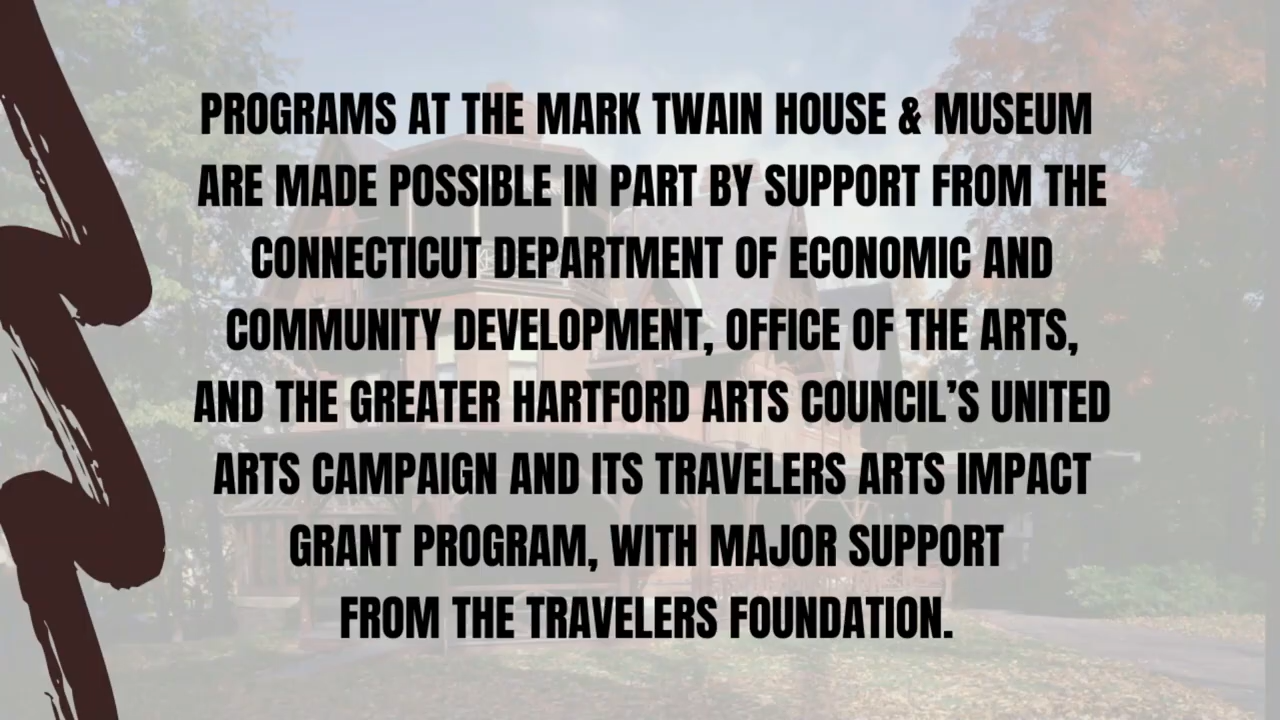 PROGRAMS AT THE MARK TWAIN HOUSE & MUSEUM
ARE MADE POSSIBLE IN PART BY SUPPORT FROM THE
CONNECTICUT DEPARTMENT OF ECONOMIC AND
COMMUNITY DEVELOPMENT, OFFICE OF THE ARTS,
AND THE GREATER HARTFORD ARTS COUNCIL’S UNITED
ARTS CAMPAIGN AND ITS TRAVELERS ARTS IMPACT
GRANT PROGRAM, WITH MAJOR SUPPORT
FROM THE TRAVELERS FOUNDATION.